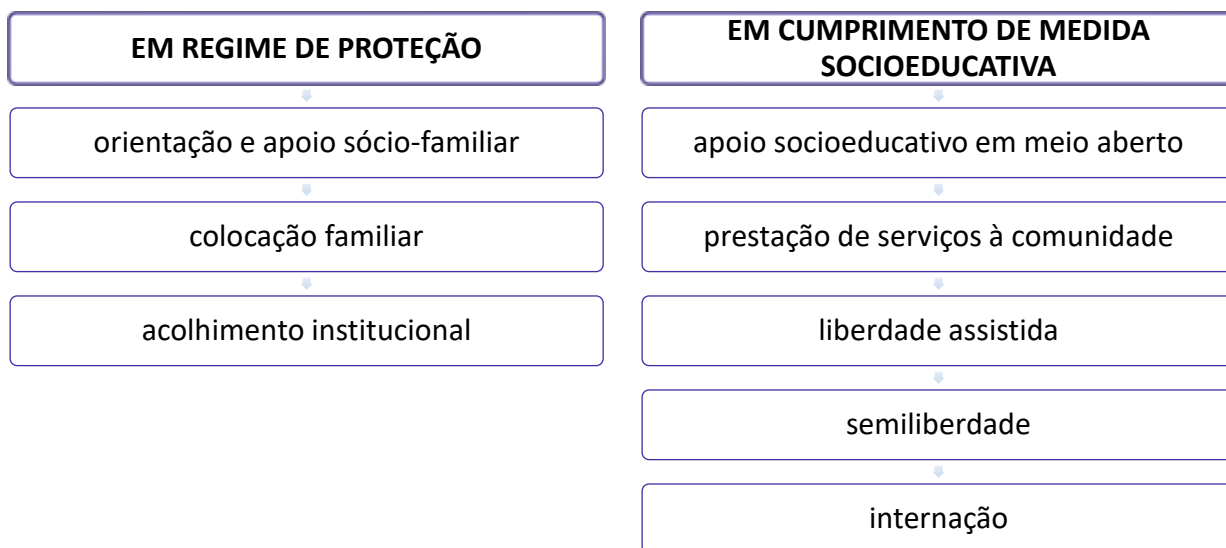 EM REGIME DE PROTEÇÃO
orientação e apoio sócio-familiar
colocação familiar
acolhimento institucional
EM CUMPRIMENTO DE MEDIDA
SOCIOEDUCATIVA
apoio socioeducativo em meio aberto
prestação de serviços à comunidade
liberdade assistida
semiliberdade
internação